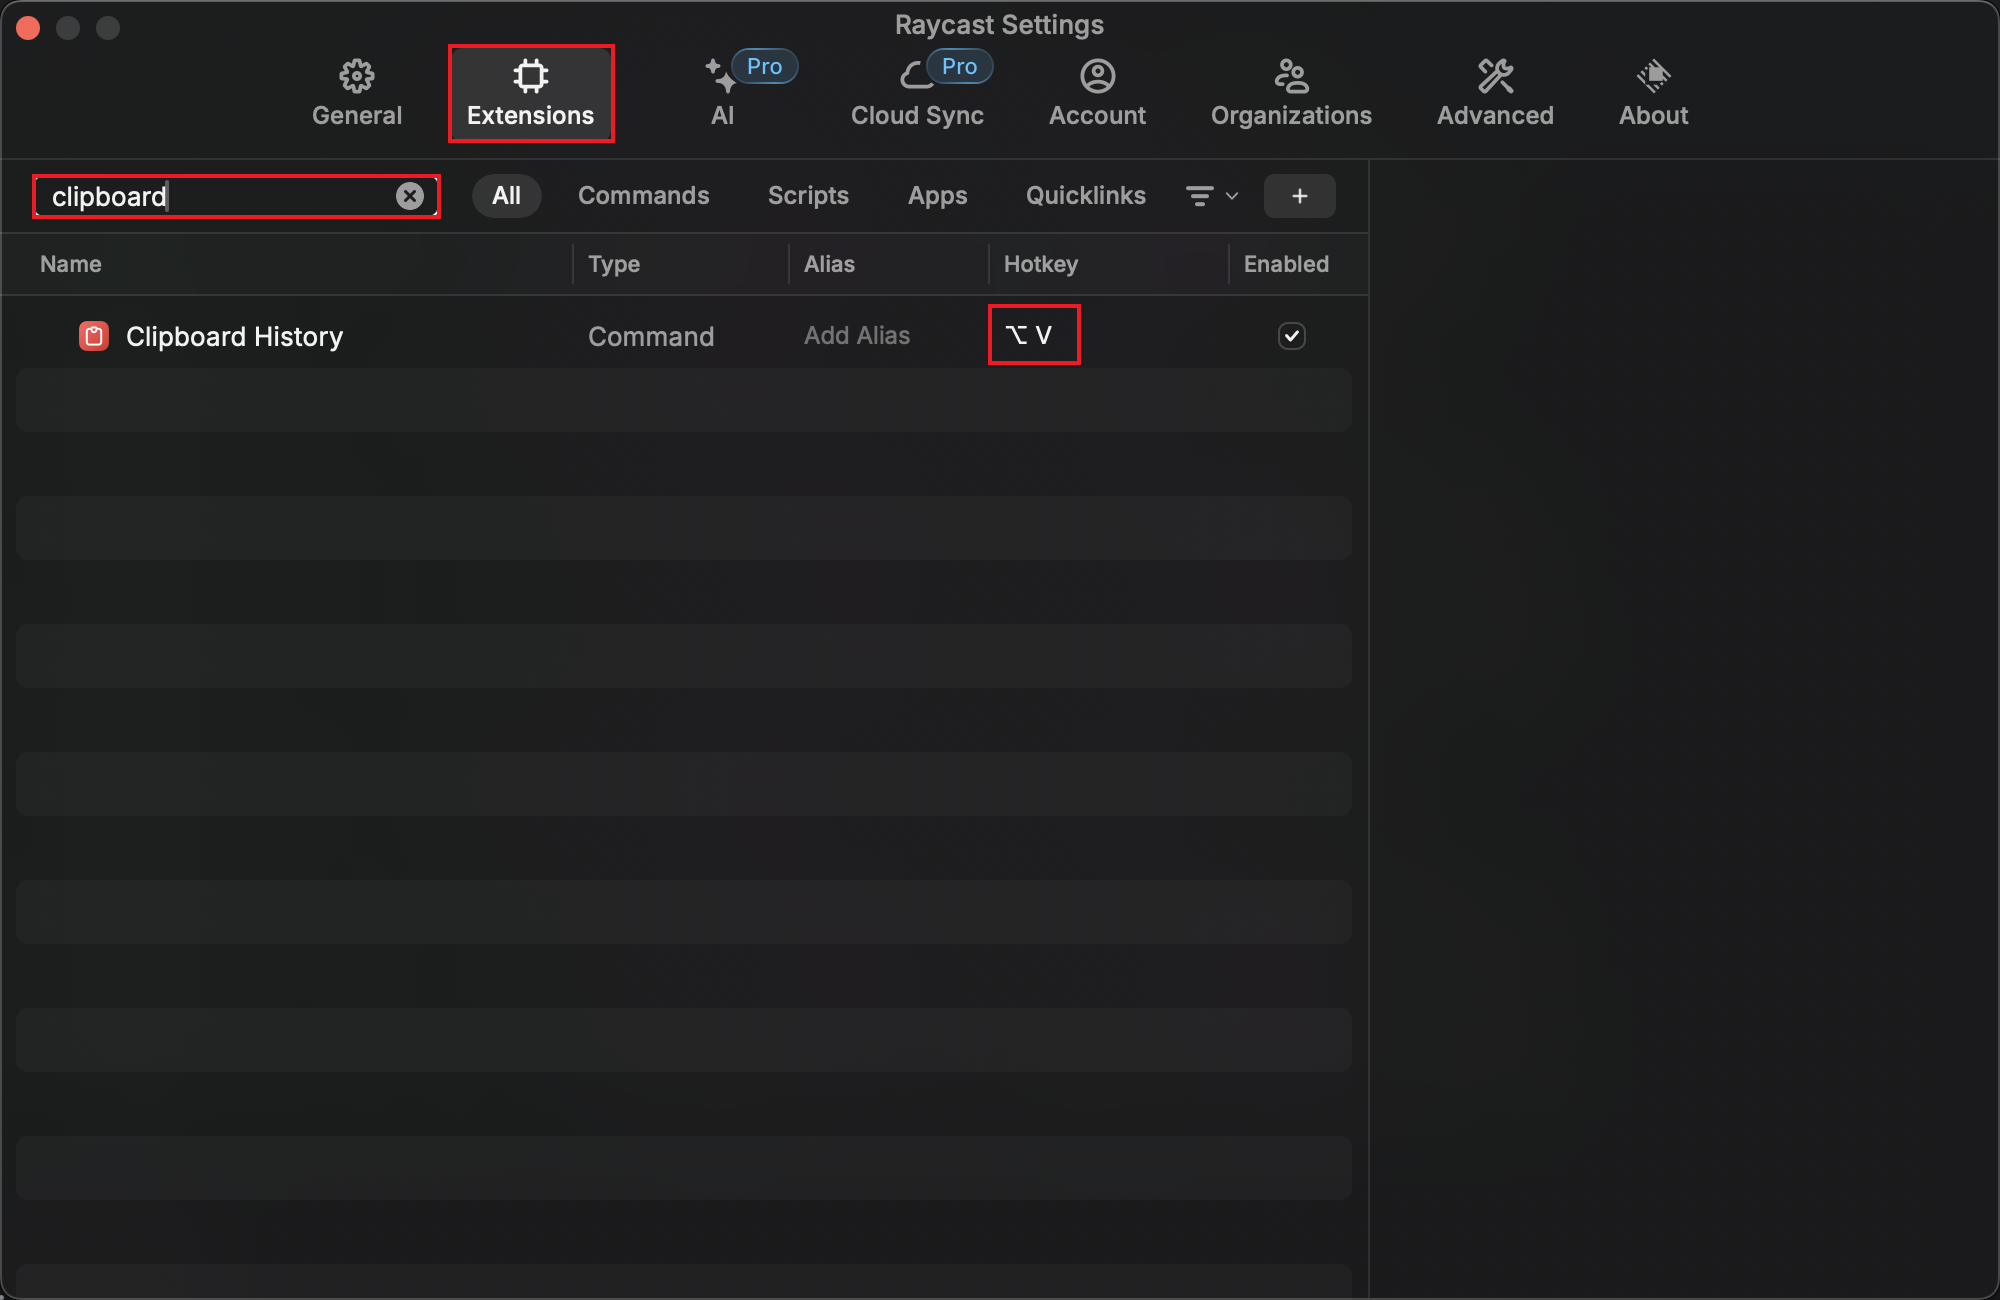 Raycast Settings
General
Extensions
Pro
AI
Pro
Cloud Sync
Account
Organizations
Advanced
About
clipboard
All
Commands
Scripts
Apps
Quicklinks
+
Name
Type
Alias
Hotkey
Enabled
Clipboard History
Command
Add Alias
⌥ V